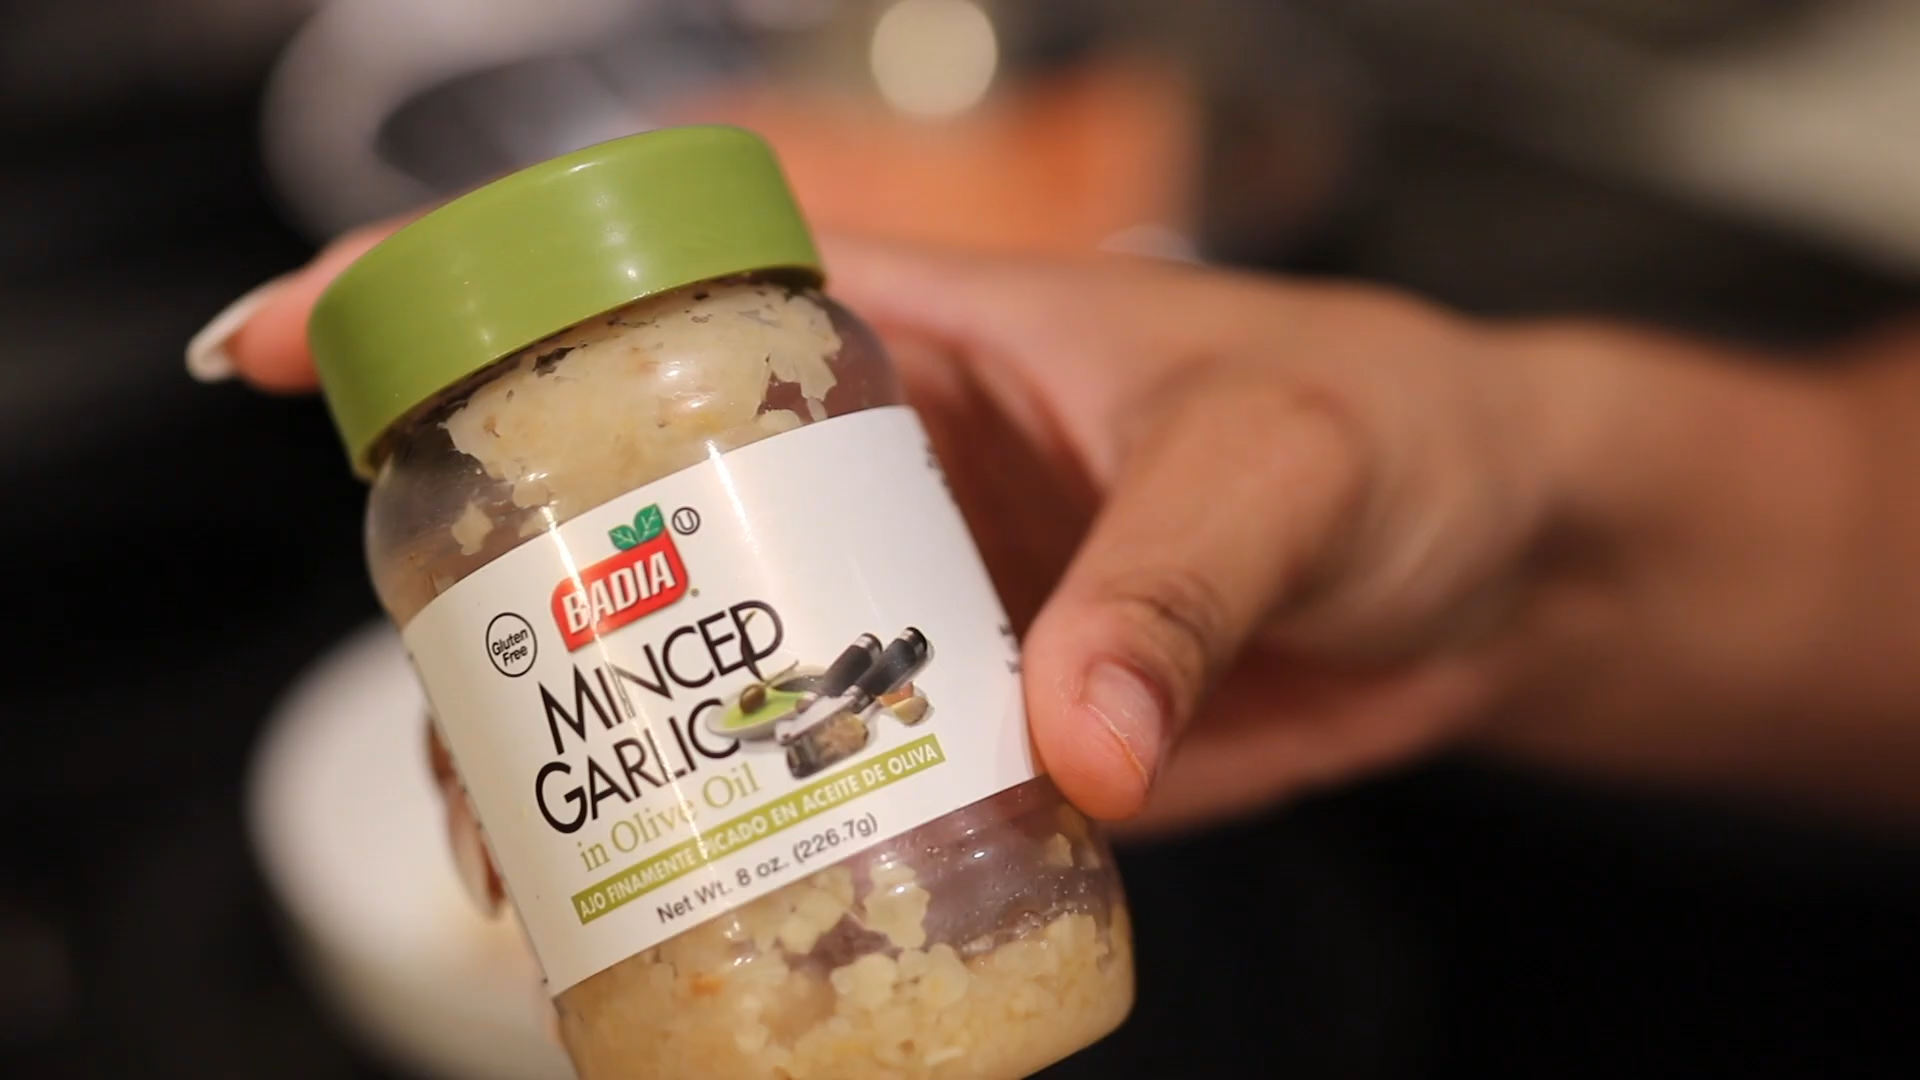 U
BADIA
Gluten
Free
MINCED
GARLIC
in Olive Oil
AJO FINAMENTE PICADO EN ACEITE DE OLIVA
Net Wt. 8 oz. (226.7g)